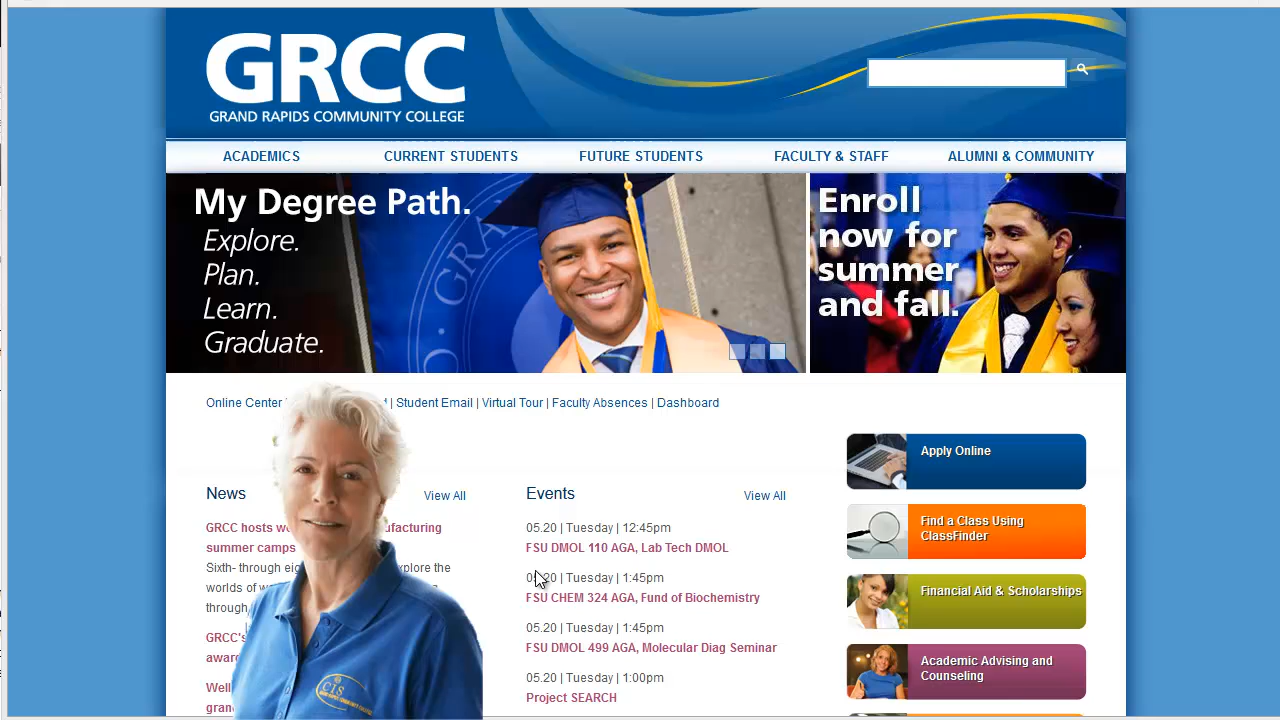 GRCC
GRAND RAPIDS COMMUNITY COLLEGE
ACADEMICS CURRENT STUDENTS FUTURE STUDENTS FACULTY & STAFF ALUMNI & COMMUNITY
My Degree Path.
Explore.
Plan.
Learn.
Graduate.
Enroll
now for
summer
and fall.
Online Center | Student Email | Virtual Tour | Faculty Absences | Dashboard
News View All
GRCC hosts
summer camps
Sixth- through
worlds of
through,
GRCC's
Events View All
05.20 | Tuesday | 12:45pm
FSU DMOL 110 AGA, Lab Tech DMOL
05.20 | Tuesday | 1:45pm
FSU CHEM 324 AGA, Fund of Biochemistry
05.20 | Tuesday | 1:45pm
FSU DMOL 499 AGA, Molecular Diag Seminar
05.20 | Tuesday | 1:00pm
Project SEARCH
Apply Online
Find a Class Using
ClassFinder
Financial Aid & Scholarships
Academic Advising and
Counseling
cis